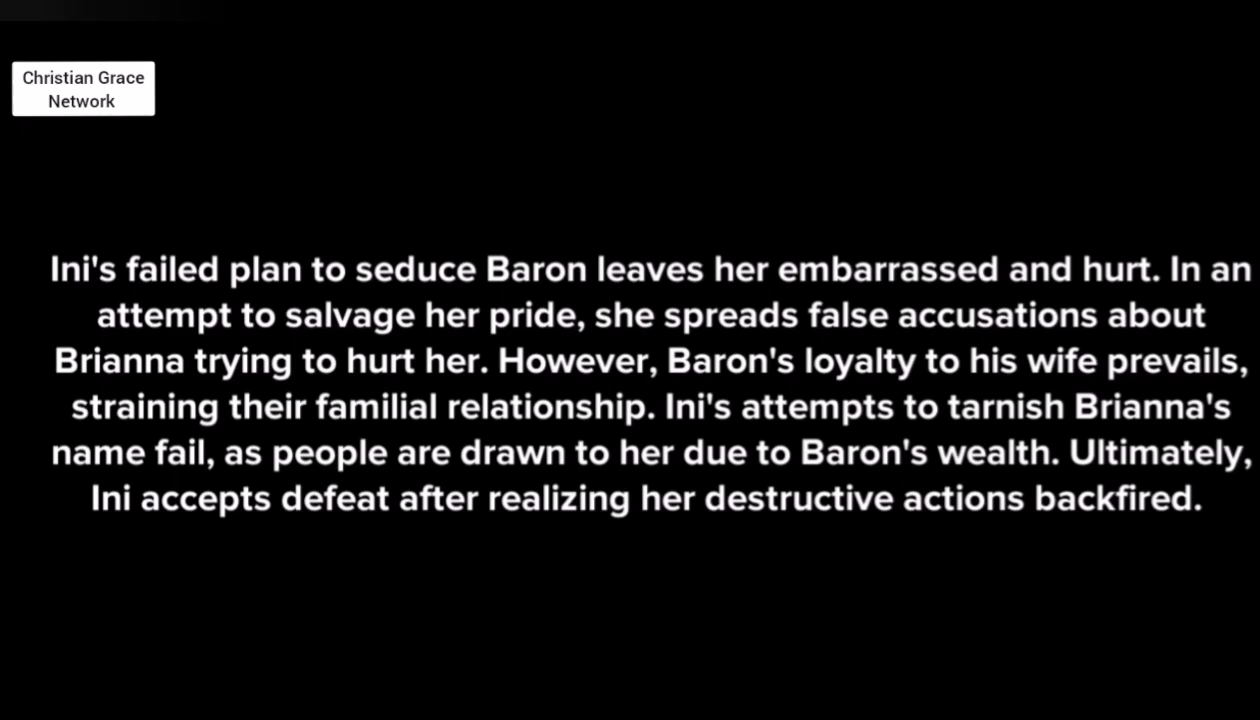 Christian Grace
Network
Ini's failed plan to seduce Baron leaves her embarrassed and hurt. In an
attempt to salvage her pride, she spreads false accusations about
Brianna trying to hurt her. However, Baron's loyalty to his wife prevails,
straining their familial relationship. Ini's attempts to tarnish Brianna's
name fail, as people are drawn to her due to Baron's wealth. Ultimately,
Ini accepts defeat after realizing her destructive actions backfired.